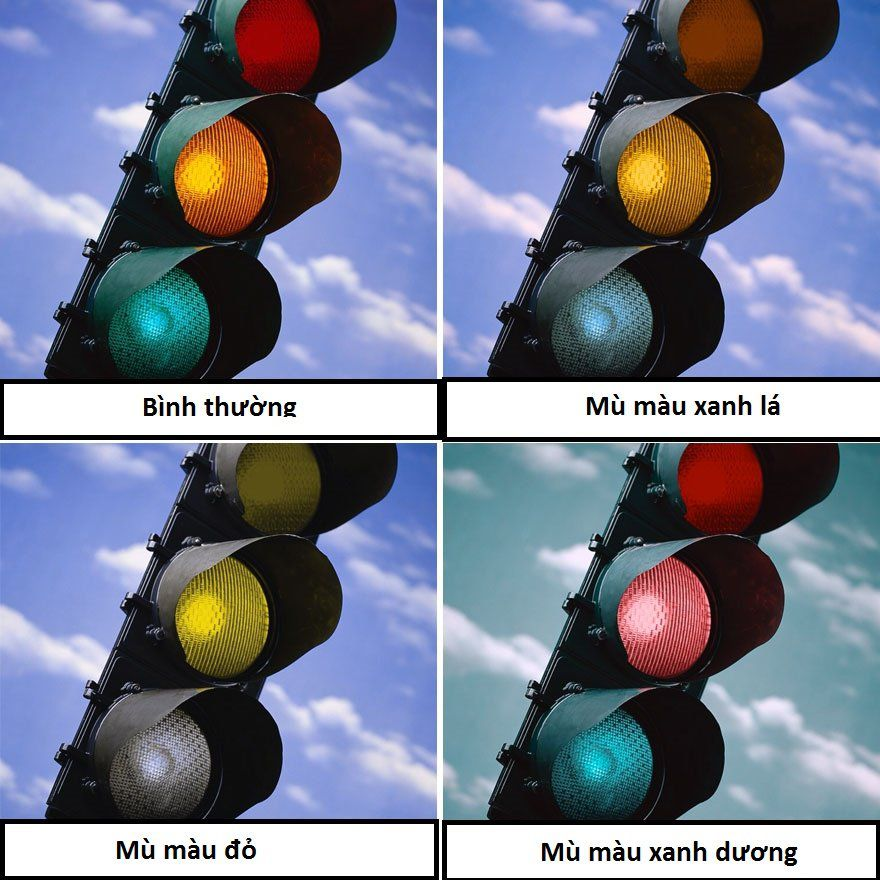 Bình thường
Mù màu xanh lá
Mù màu đỏ
Mù màu xanh dương